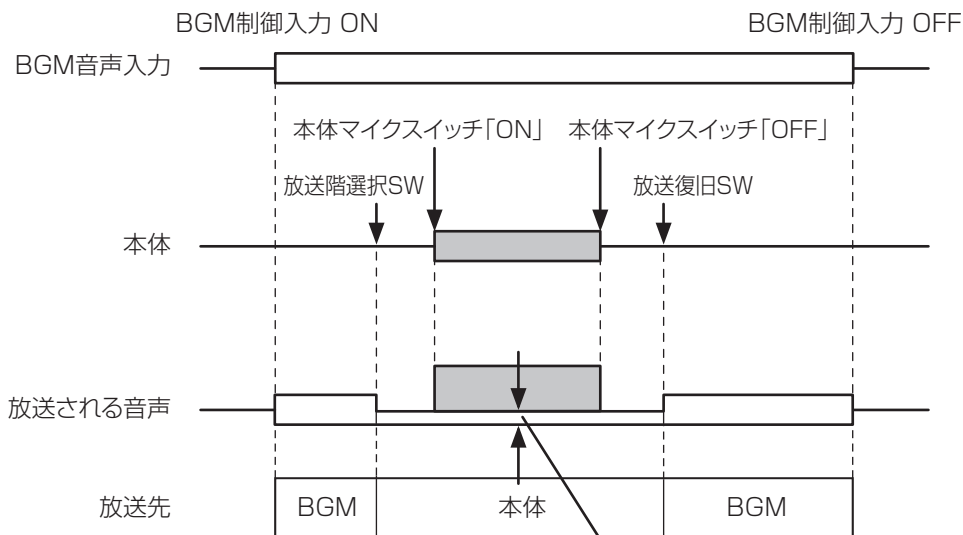 BGM制御入力 ON
BGM制御入力 OFF
BGM音声入力
本体マイクスイッチ「ON」
本体マイクスイッチ「OFF」
放送階選択SW
放送復旧SW
本体
放送される音声
放送先
BGM
本体
BGM